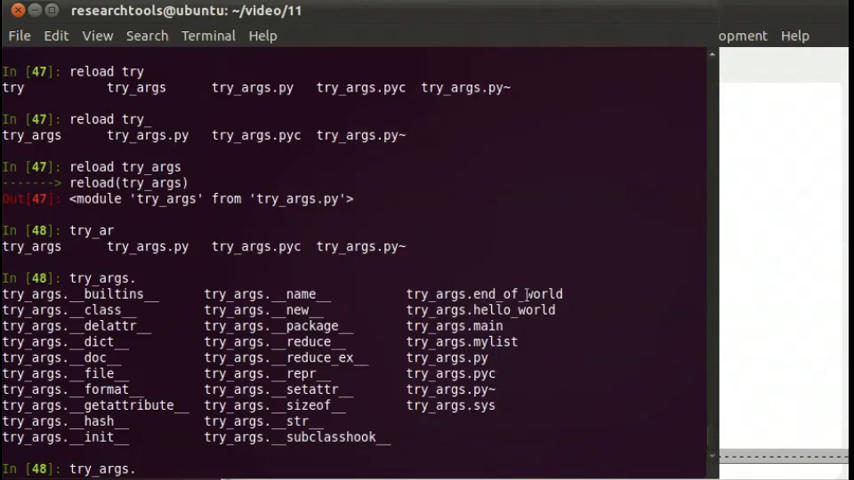 researchtools@ubuntu: ~/video/11
File Edit View Search Terminal Help
opment Help
In [47]: reload try
try try_args try_args.py try_args.pyc try_args.py~
In [47]: reload try_
try_args try_args.py try_args.pyc try_args.py~
In [47]: reload try_args
-------> reload(try_args)
Out[47]: <module 'try_args' from 'try_args.py'>
In [48]: try_ar
try_args try_args.py try_args.pyc try_args.py~
In [48]: try_args.
try_args.__builtins__ try_args.__name__ try_args.end_of_world
try_args.__class__ try_args.__new__ try_args.hello_world
try_args.__delattr__ try_args.__package__ try_args.main
try_args.__dict__ try_args.__reduce__ try_args.mylist
try_args.__doc__ try_args.__reduce_ex__ try_args.py
try_args.__file__ try_args.__repr__ try_args.pyc
try_args.__format__ try_args.__setattr__ try_args.py~
try_args.__getattribute__ try_args.__sizeof__ try_args.sys
try_args.__hash__ try_args.__str__
try_args.__init__ try_args.__subclasshook__
In [48]: try_args.